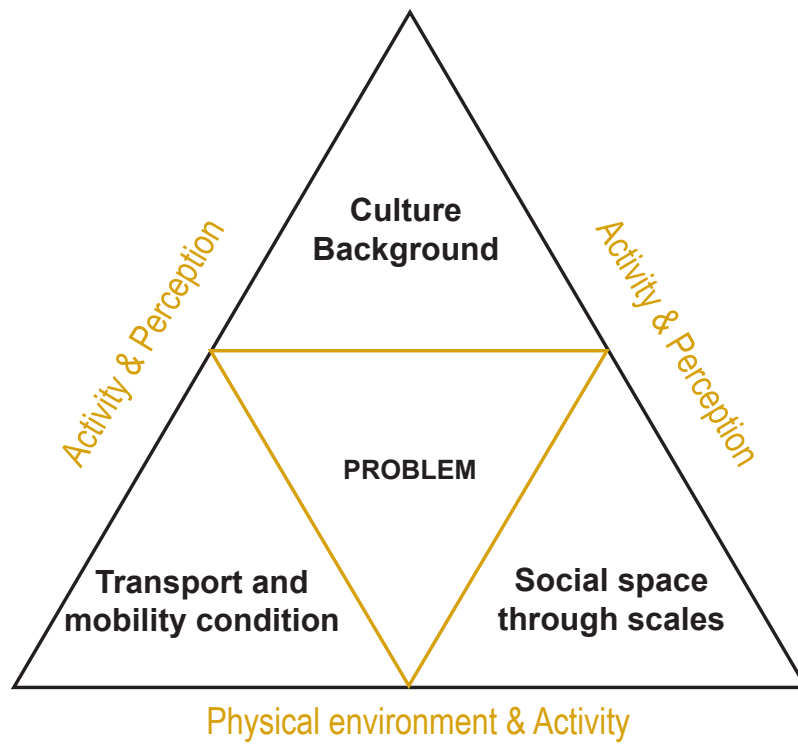 Culture
Background
Activity & Perception
Activity & Perception
PROBLEM
Transport and
mobility condition
Social space
through scales
Physical environment & Activity